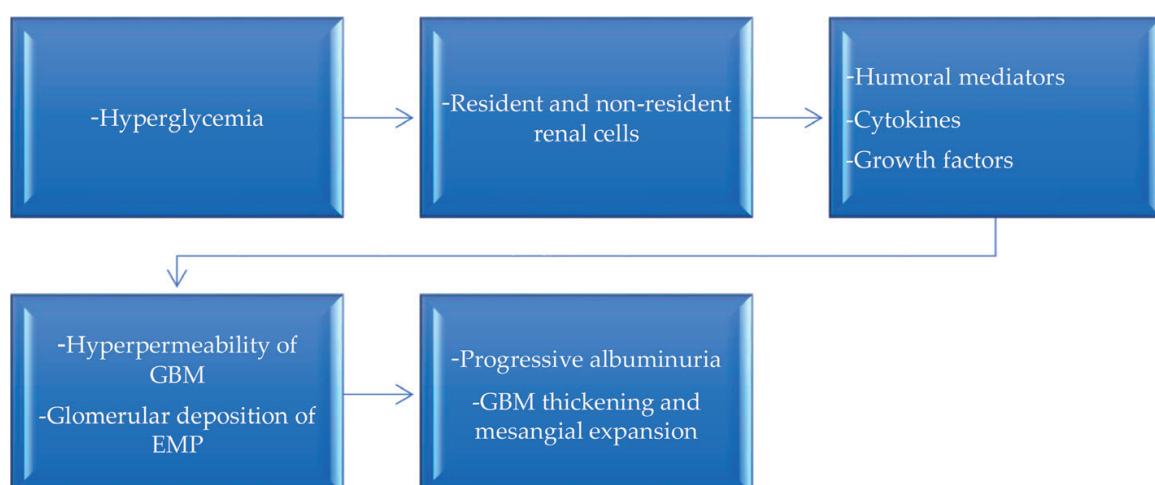 -Hyperglycemia
-Resident and non-resident
renal cells
-Humoral mediators
-Cytokines
-Growth factors
-Hyperpermeability of
GBM
-Glomerular deposition of
EMP
-Progressive albuminuria
-GBM thickening and
mesangial expansion